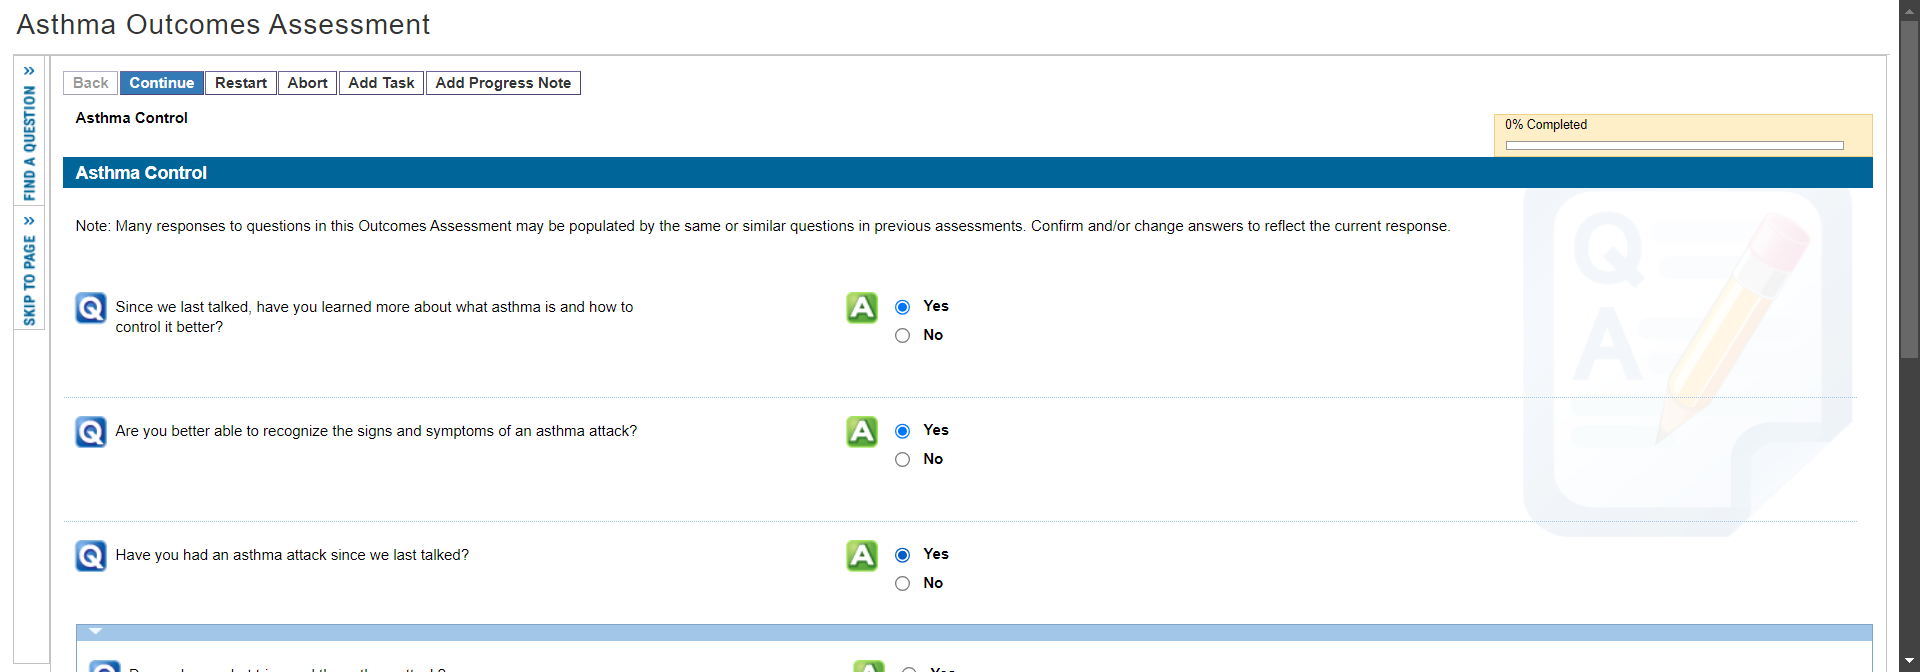 Asthma Outcomes Assessment
FIND A QUESTION
SKIP TO PAGE
Back Continue Restart Abort Add Task Add Progress Note
Asthma Control
0% Completed
Asthma Control
Note: Many responses to questions in this Outcomes Assessment may be populated by the same or similar questions in previous assessments. Confirm and/or change answers to reflect the current response.
Q Since we last talked, have you learned more about what asthma is and how to
control it better?
A Yes
No
Q Are you better able to recognize the signs and symptoms of an asthma attack?
A Yes
No
Q Have you had an asthma attack since we last talked?
A Yes
No
Q A